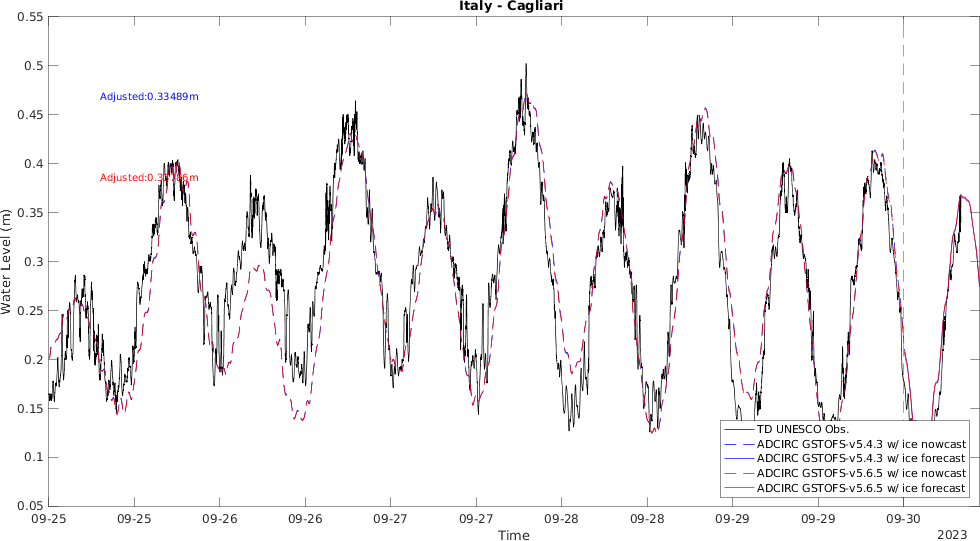 Italy - Cagliari
Water Level (m)
0.55
0.5
0.45
0.4
0.35
0.3
0.25
0.2
0.15
0.1
0.05
Adjusted:0.33489m
TD UNESCO Obs.
ADCIRC GSTOFS-v5.4.3 w/ ice nowcast
ADCIRC GSTOFS-v5.4.3 w/ ice forecast
ADCIRC GSTOFS-v5.6.5 w/ ice nowcast
ADCIRC GSTOFS-v5.6.5 w/ ice forecast
09-25 09-25 09-26 09-26 09-27 09-27 09-28 09-28 09-29 09-29 09-30
Time
2023